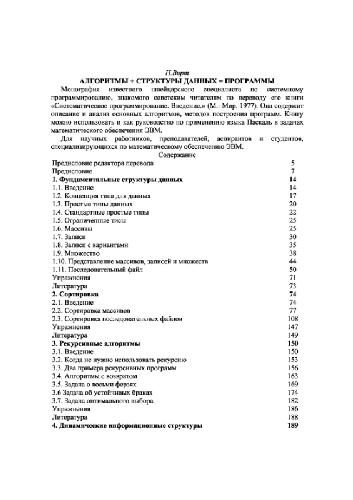 Н.Вирт
АЛГОРИТМЫ + СТРУКТУРЫ ДАННЫХ = ПРОГРАММЫ
Монография известного швейцарского специалиста по системному
программированию, знакомого советским читателям по переводу его книги
«Систематическое программирование. Введение.» (М.: Мир. 1977). Она содержит
описание и анализ основных алгоритмов, методов построения программ. Книгу
можно использовать и как руководство по применению языка Паскаль в задачах
математического обеспечения ЭВМ.
Для научных работников, преподавателей, аспирантов и студентов,
специализирующихся по математическому обеспечению ЭВМ.
Содержание
Предисловие редактора перевода 5
Предисловие 7
1. Фундаментальные структуры данных 14
1.1. Введение 14
1.2. Концепция типа для данных 17
1.3. Простые типы данных 20
1.4. Стандартные простые типы 22
1.5. Ограниченные типы 25
1.6. Массивы 25
1.7. Записи 30
1.8. Записи с вариантами 35
1.9. Множество 38
1.10. Представление массивов, записей и множеств 44
1.11. Последовательный файл 50
Упражнения 71
Литература 73
2. Сортировка 74
2.1. Введение 74
2.2. Сортировка массивов 77
2.3. Сортировка последовательных файлов 108
Упражнения 147
Литература 149
3. Рекурсивные алгоритмы 150
3.1. Введение 150
3.2. Когда не нужно использовать рекурсию 153
3.3. Два примера рекурсивных программ 156
3.4. Алгоритмы с возвратом 163
3.5. Задача о восьми ферзях 169
3.6 Задача об устойчивых браках 174
3.7. Задача оптимального выбора 182
Упражнения 186
Литература 188
4. Динамические информационные структуры 189